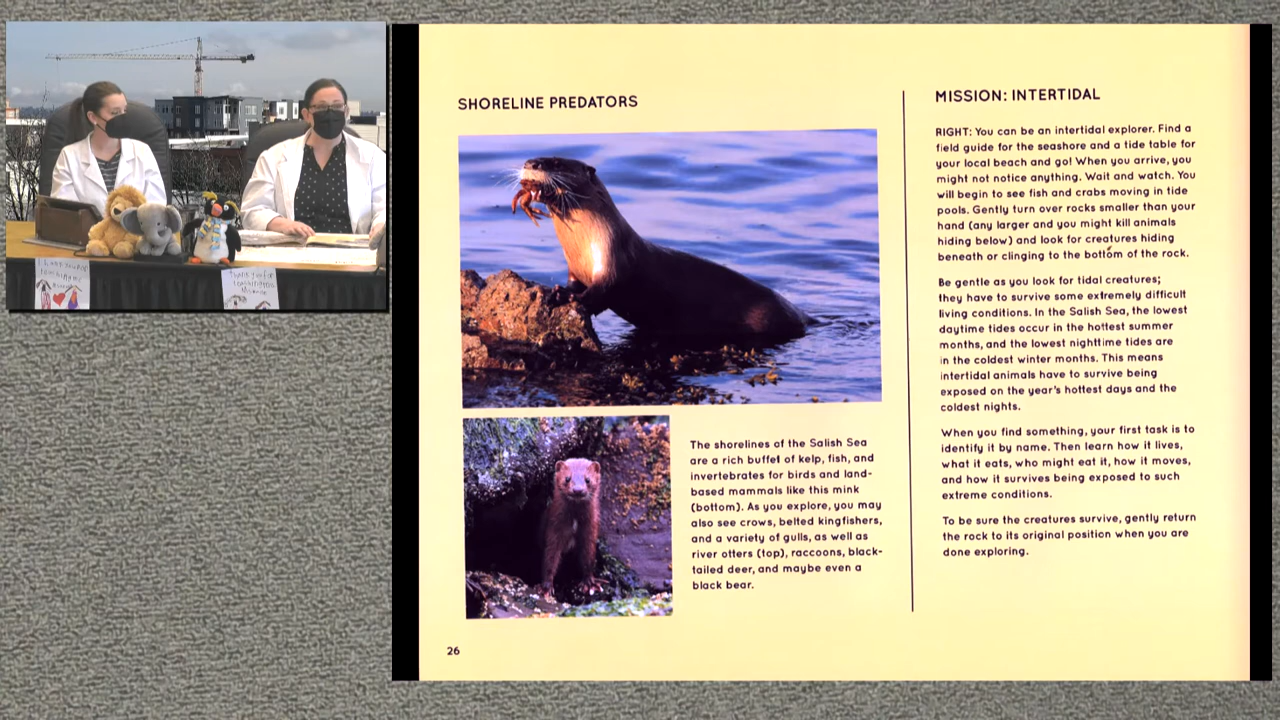 SHORELINE PREDATORS
The shorelines of the Salish Sea
are a rich buffet of kelp, fish, and
invertebrates for birds and land-
based mammals like this mink
(bottom). As you explore, you may
also see crows, belted kingfishers,
and a variety of gulls, as well as
river otters (top), raccoons, black-
tailed deer, and maybe even a
black bear.
26
MISSION: INTERTIDAL
RIGHT: You can be an intertidal explorer. Find a
field guide for the seashore and a tide table for
your local beach and go! When you arrive, you
might not notice anything. Wait and watch. You
will begin to see fish and crabs moving in tide
pools. Gently turn over rocks smaller than your
hand (any larger and you might kill animals
hiding below) and look for creatures hiding
beneath or clinging to the bottom of the rock.
Be gentle as you look for tidal creatures;
they have to survive some extremely difficult
living conditions. In the Salish Sea, the lowest
daytime tides occur in the hottest summer
months, and the lowest nighttime tides are
in the coldest winter months. This means
intertidal animals have to survive being
exposed on the year's hottest days and the
coldest nights.
When you find something, your first task is to
identify it by name. Then learn how it lives,
what it eats, who might eat it, how it moves,
and how it survives being exposed to such
extreme conditions.
To be sure the creatures survive, gently return
the rock to its original position when you are
done exploring.